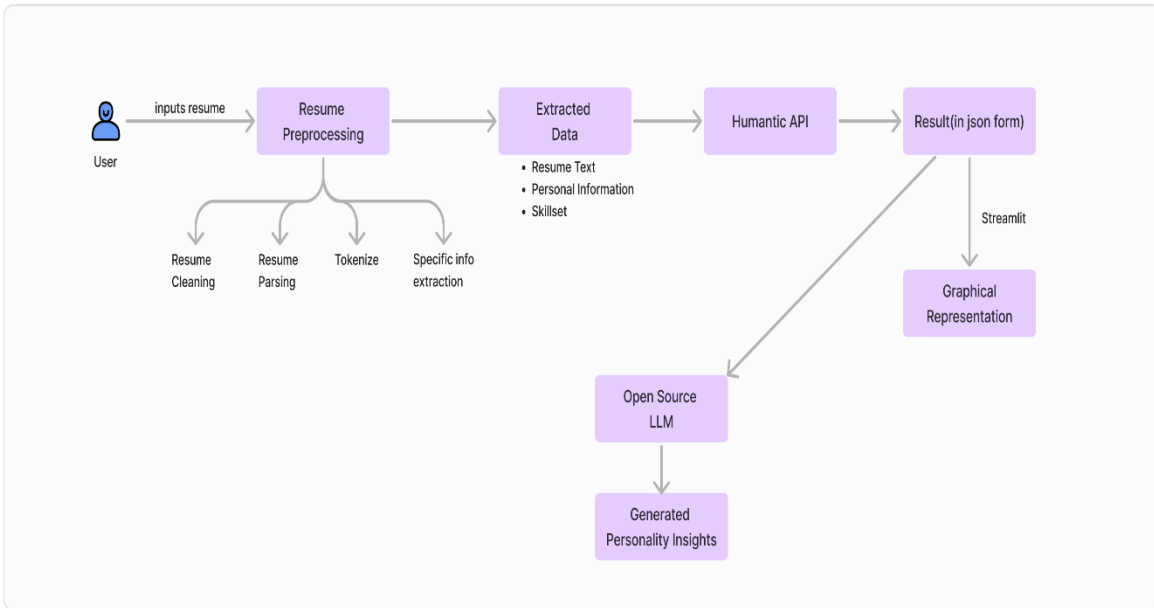 inputs resume
User
Resume
Preprocessing
Extracted
Data
• Resume Text
• Personal Information
• Skillset
Humantic API
Result(in json form)
Resume
Cleaning
Resume
Parsing
Tokenize
Specific info
extraction
Streamlit
Graphical
Representation
Open Source
LLM
Generated
Personality Insights